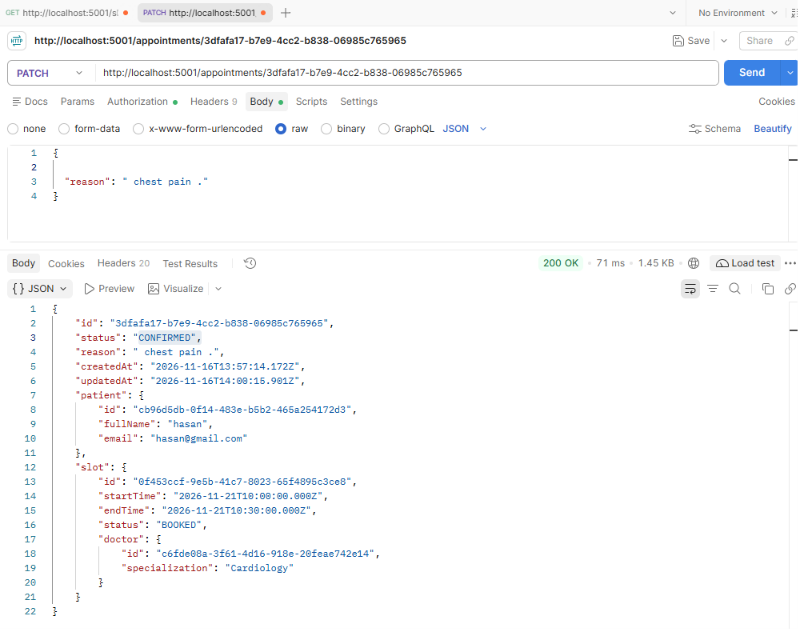 GET http://localhost:5001/sl
PATCH http://localhost:5001,
No Environment
http://localhost:5001/appointments/3dfafa17-b7e9-4cc2-b838-06985c765965
Save
Share
PATCH
http://localhost:5001/appointments/3dfafa17-b7e9-4cc2-b838-06985c765965
Send
Docs Params Authorization Headers 9 Body Scripts Settings Cookies
none form-data x-www-form-urlencoded raw binary GraphQL JSON Schema Beautify
1 {
2
3 "reason": " chest pain ."
4 }
Body Cookies Headers 20 Test Results 200 OK • 71 ms • 1.45 KB • Load test
{} JSON Preview Visualize
1 {
2 "id": "3dfafa17-b7e9-4cc2-b838-06985c765965",
3 "status": "CONFIRMED",
4 "reason": " chest pain .",
5 "createdAt": "2026-11-16T13:57:14.172Z",
6 "updatedAt": "2026-11-16T14:00:15.901Z",
7 "patient": {
8 "id": "cb96d5db-0f14-483e-b5b2-465a254172d3",
9 "fullName": "hasan",
10 "email": "hasan@gmail.com"
11 },
12 "slot": {
13 "id": "0f453ccf-9e5b-41c7-8023-65f4895c3ce8",
14 "startTime": "2026-11-21T10:00:00.000Z",
15 "endTime": "2026-11-21T10:30:00.000Z",
16 "status": "BOOKED",
17 "doctor": {
18 "id": "c6fde08a-3f61-4d16-918e-20feae742e14",
19 "specialization": "Cardiology"
20 }
21 }
22 }